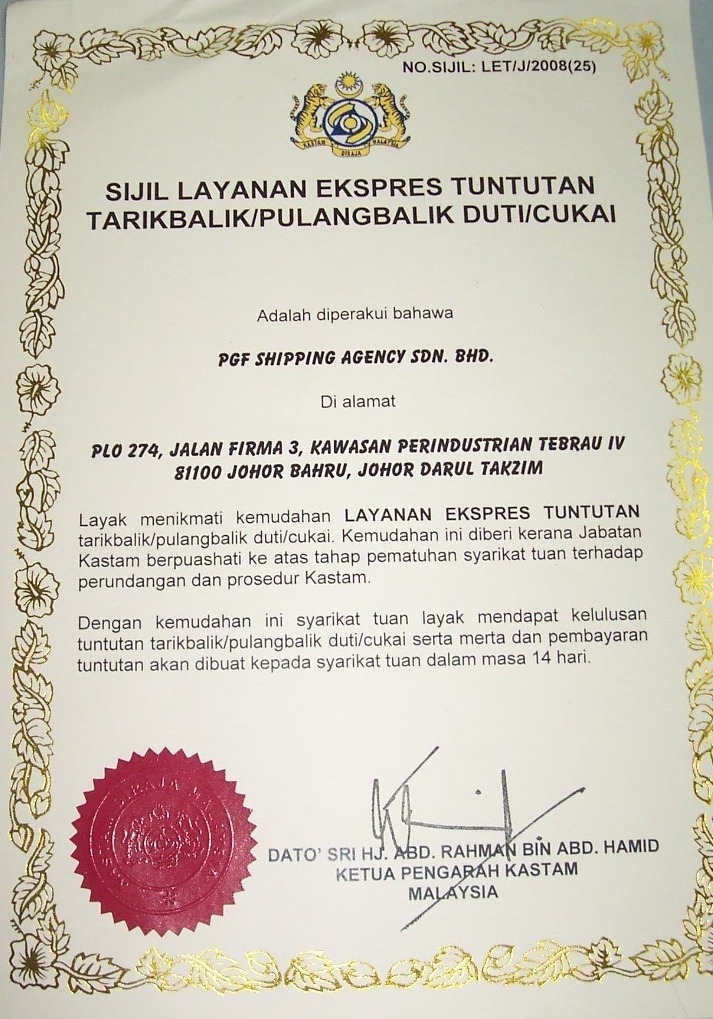 NO.SIJIL: LET/J/2008(25)
KASTAM DIRAJA MALAYSIA
SIJIL LAYANAN EKSPRES TUNTUTAN
TARIKBALIK/PULANGBALIK DUTI/CUKAI
Adalah diperakui bahawa
PGF SHIPPING AGENCY SDN. BHD.
Di alamat
PLO 274, JALAN FIRMA 3, KAWASAN PERINDUSTRIAN TEBRAU IV
81100 JOHOR BAHRU, JOHOR DARUL TAKZIM
Layak menikmati kemudahan LAYANAN EKSPRES TUNTUTAN
tarikbalik/pulangbalik duti/cukai. Kemudahan ini diberi kerana Jabatan
Kastam berpuashati ke atas tahap pematuhan syarikat tuan terhadap
perundangan dan prosedur Kastam.
Dengan kemudahan ini syarikat tuan layak mendapat kelulusan
tuntutan tarikbalik/pulangbalik duti/cukai serta merta dan pembayaran
tuntutan akan dibuat kepada syarikat tuan dalam masa 14 hari.
DATO' SRI HJ. ABD. RAHMAN BIN ABD. HAMID
KETUA PENGARAH KASTAM
MALAYSIA